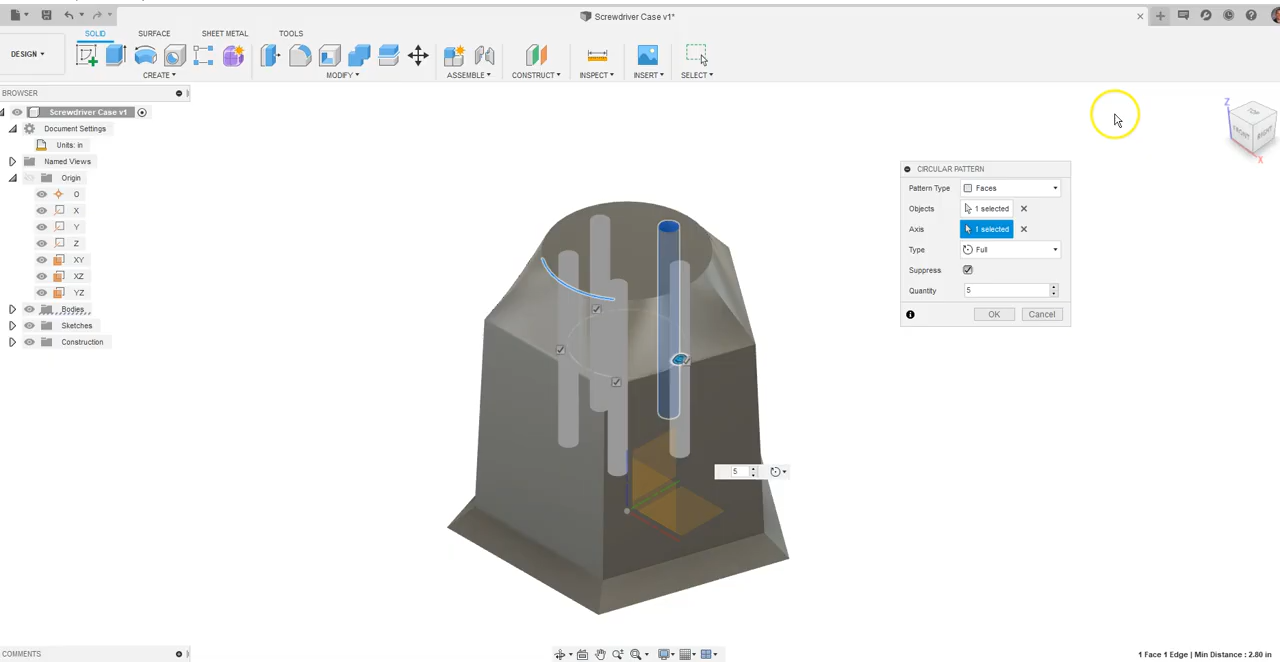 Screwdriver Case v1*
DESIGN
SOLID SURFACE SHEET METAL TOOLS
CREATE MODIFY ASSEMBLE CONSTRUCT INSPECT INSERT SELECT
BROWSER
Screwdriver Case v1
Document Settings
Units: in
Named Views
Origin
O
X
Y
Z
XY
XZ
YZ
Bodies
Sketches
Construction
TOP
FRONT
RIGHT
Z
X
CIRCULAR PATTERN
Pattern Type Faces
Objects 1 selected
Axis 1 selected
Type Full
Suppress
Quantity 5
OK Cancel
5
COMMENTS
1 Face 1 Edge | Min Distance : 2.80 in